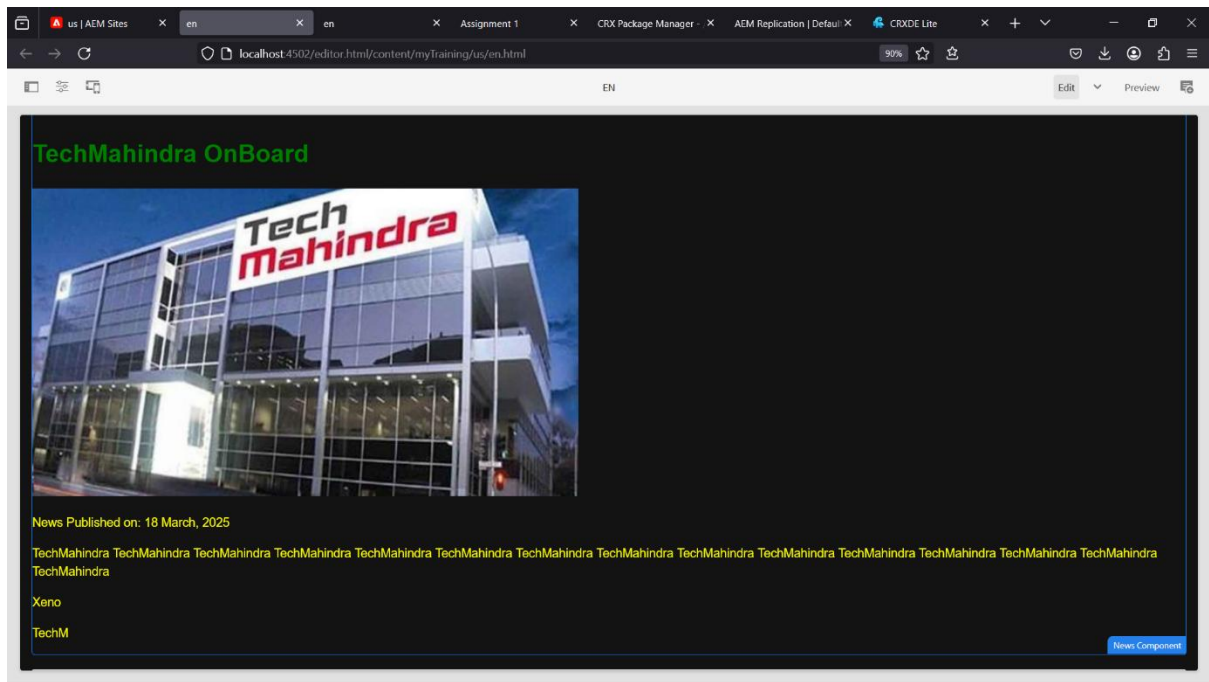 us | AEM Sites
en
en
Assignment 1
CRX Package Manager -
AEM Replication | Default
CRXDE Lite
localhost:4502/editor.html/content/myTraining/us/en.html
90%
EN
Edit
Preview
TechMahindra OnBoard
Tech
Mahindra
News Published on: 18 March, 2025
TechMahindra TechMahindra TechMahindra TechMahindra TechMahindra TechMahindra TechMahindra TechMahindra TechMahindra TechMahindra TechMahindra TechMahindra TechMahindra TechMahindra
TechMahindra
Xeno
TechM
News Component